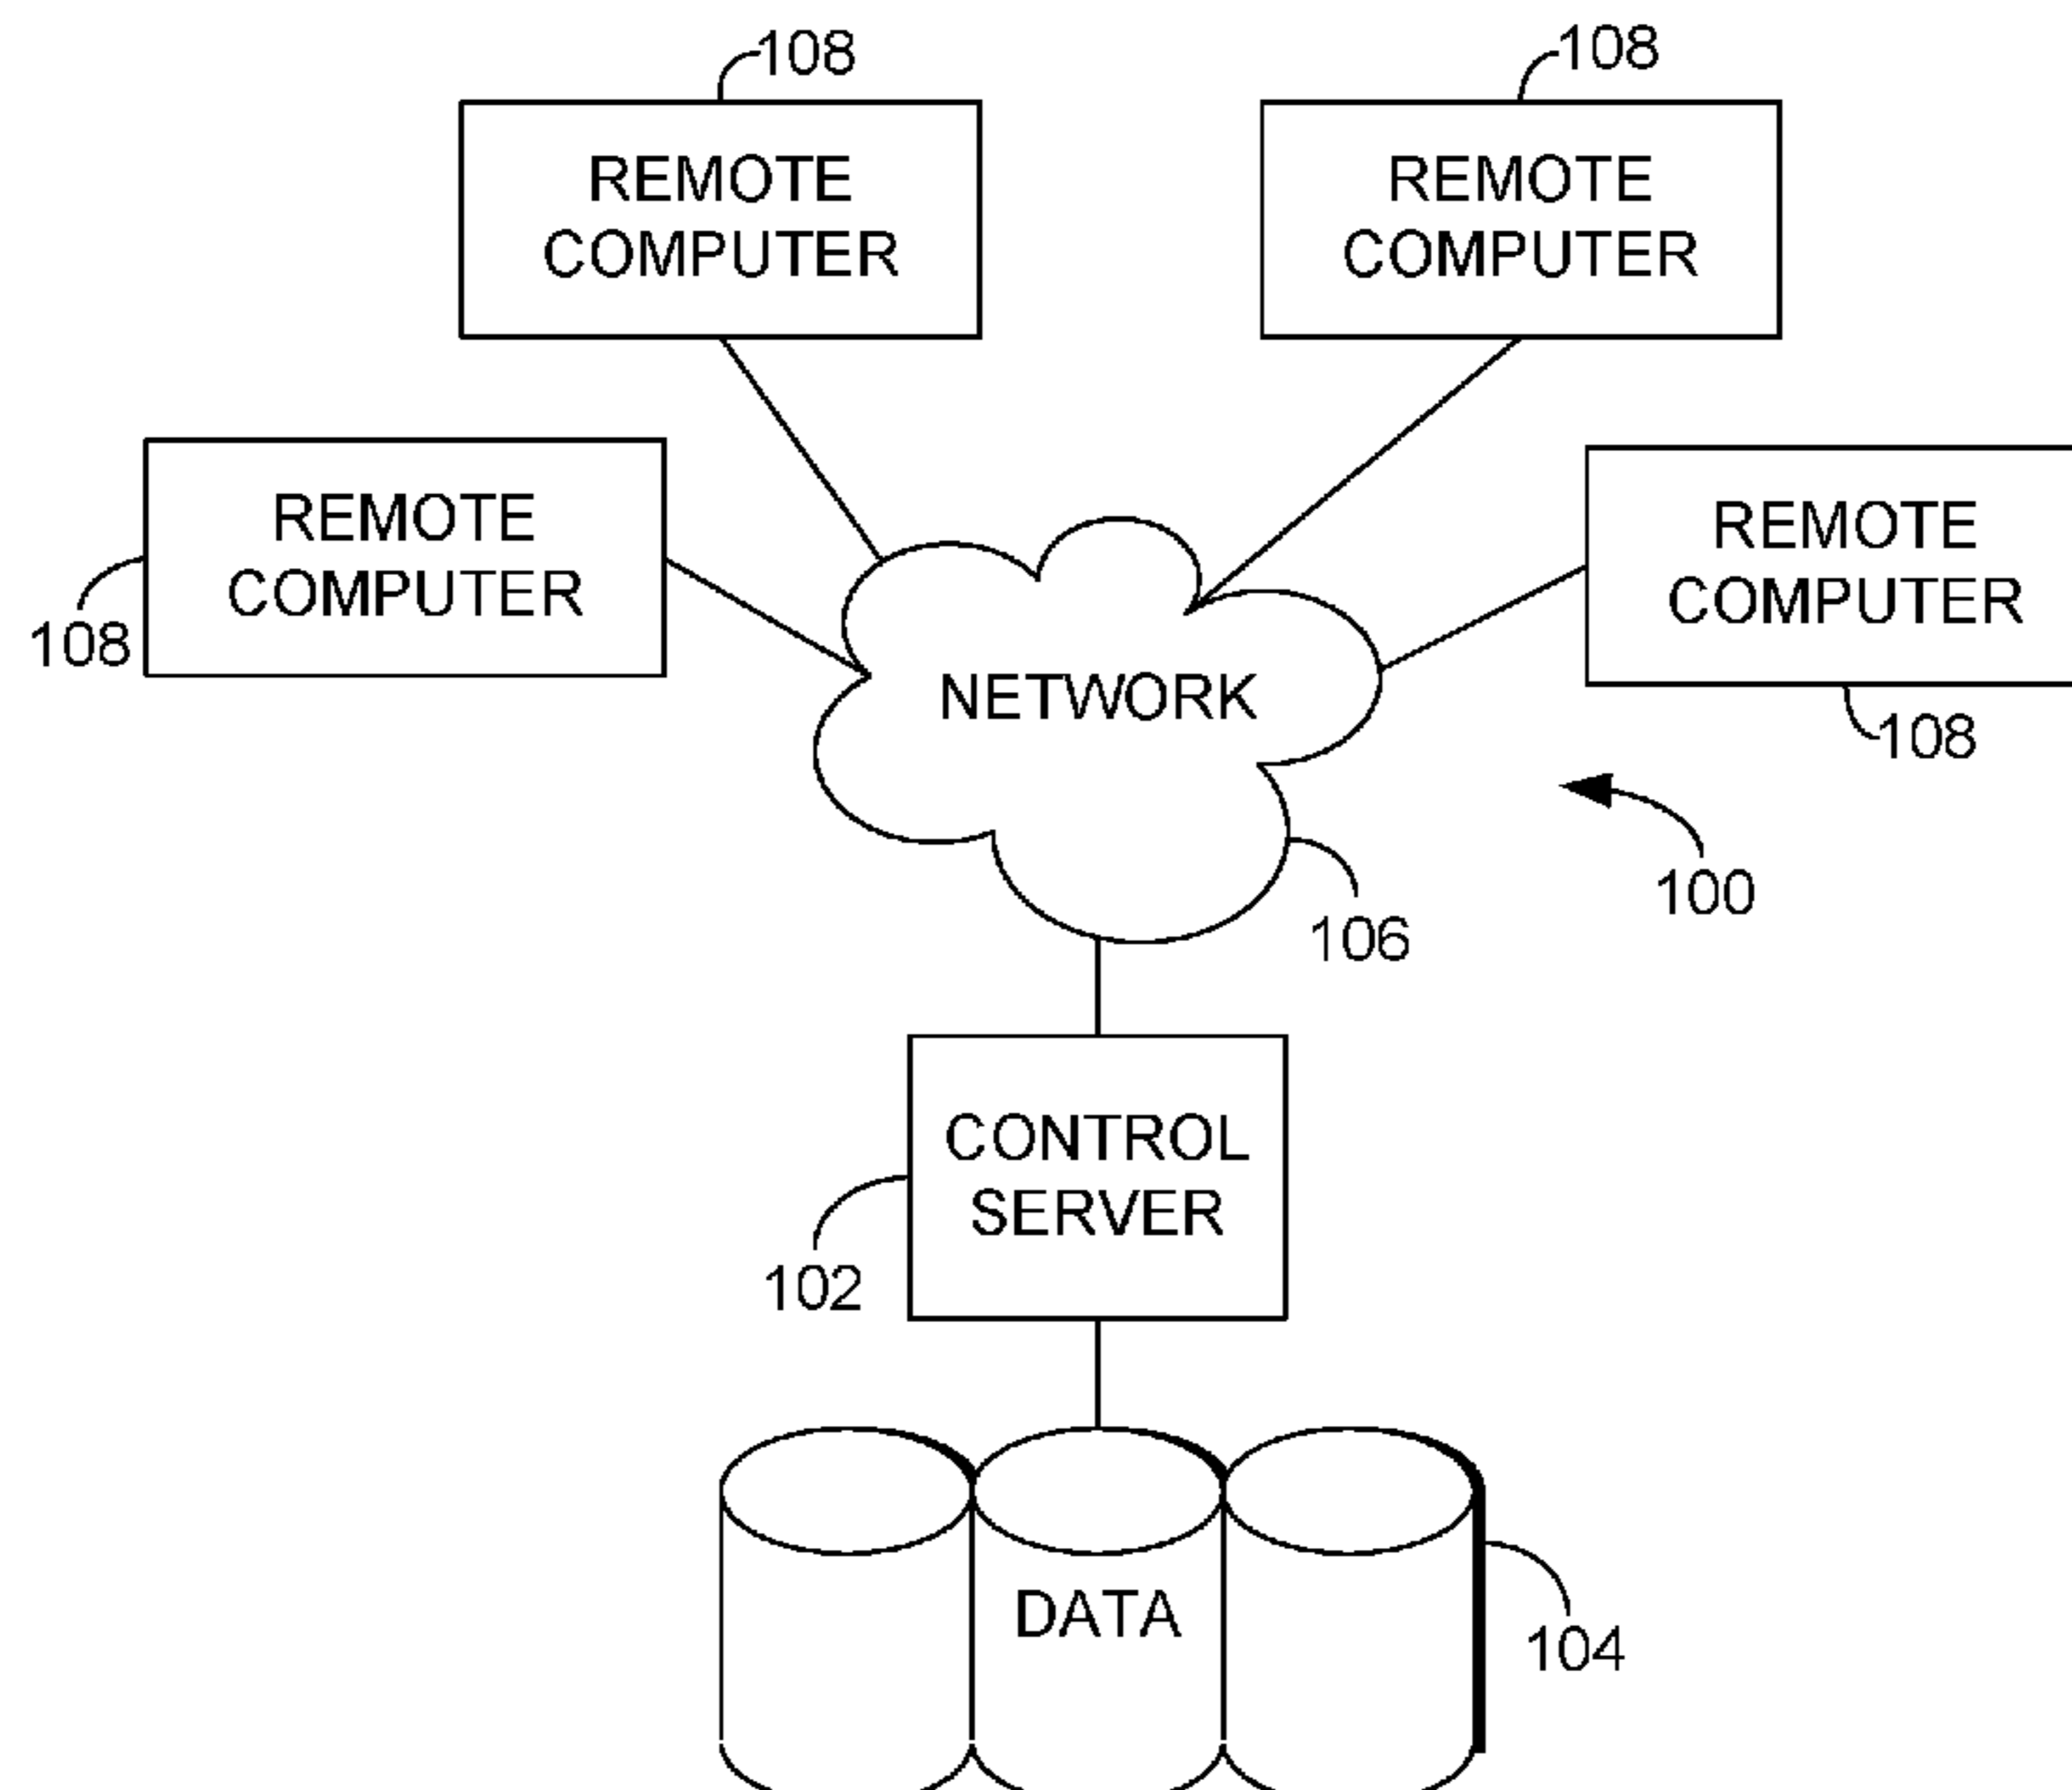 108
108
REMOTE
COMPUTER
REMOTE
COMPUTER
REMOTE
COMPUTER
108
REMOTE
COMPUTER
108
NETWORK
100
106
CONTROL
SERVER
102
DATA
104